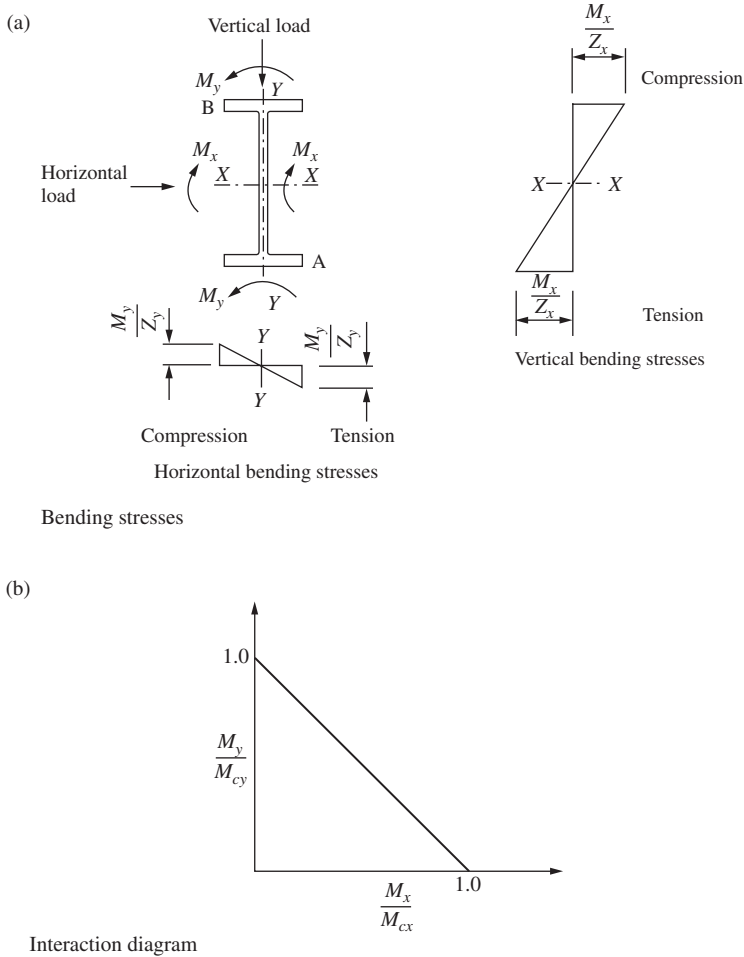 (a)
Vertical load
M_y
Y
B
M_x
M_x
Horizontal
load
X
X
A
M_y
Y
M_y
Z_y
Y
M_y
Z_y
Y
Compression
Tension
Horizontal bending stresses
M_x
Z_x
Compression
X
X
M_x
Z_x
Tension
Vertical bending stresses
Bending stresses
(b)
1.0
M_y
M_cy
1.0
M_x
M_cx
Interaction diagram